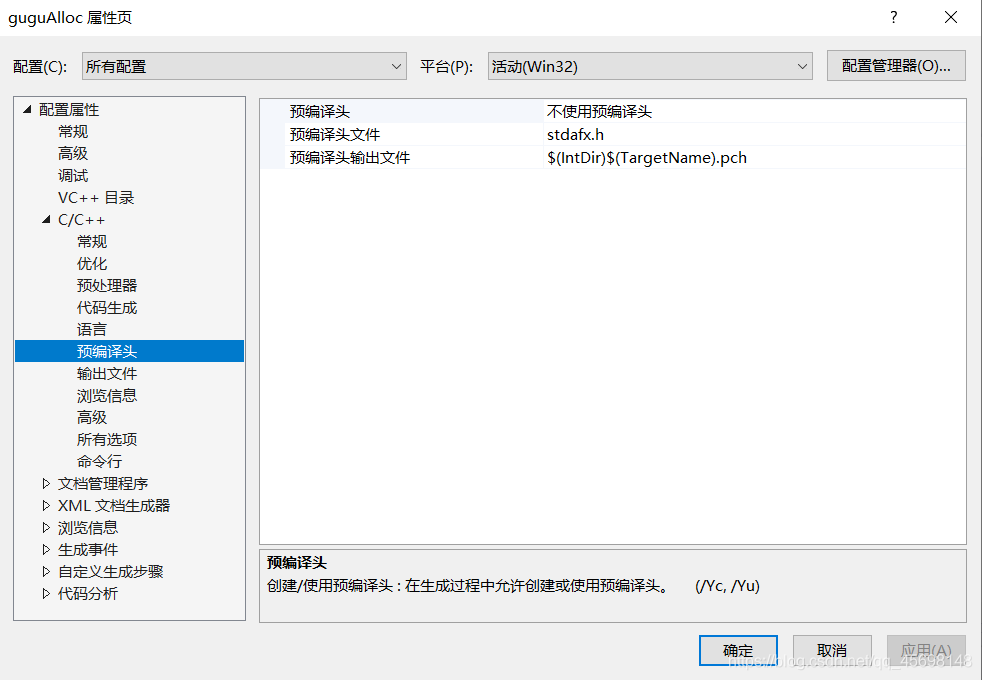 guguAlloc 属性页
?
配置(C): 所有配置 平台(P): 活动(Win32) 配置管理器(O)...
配置属性
常规
高级
调试
VC++ 目录
C/C++
常规
优化
预处理器
代码生成
语言
预编译头
输出文件
浏览信息
高级
所有选项
命令行
文档管理程序
XML 文档生成器
浏览信息
生成事件
自定义生成步骤
代码分析
预编译头 不使用预编译头
预编译头文件 stdafx.h
预编译头输出文件 $(IntDir)$(TargetName).pch
预编译头
创建/使用预编译头 : 在生成过程中允许创建或使用预编译头。 (/Yc, /Yu)
确定 取消 应用(A)
https://blog.csdn.net/qq_45698148